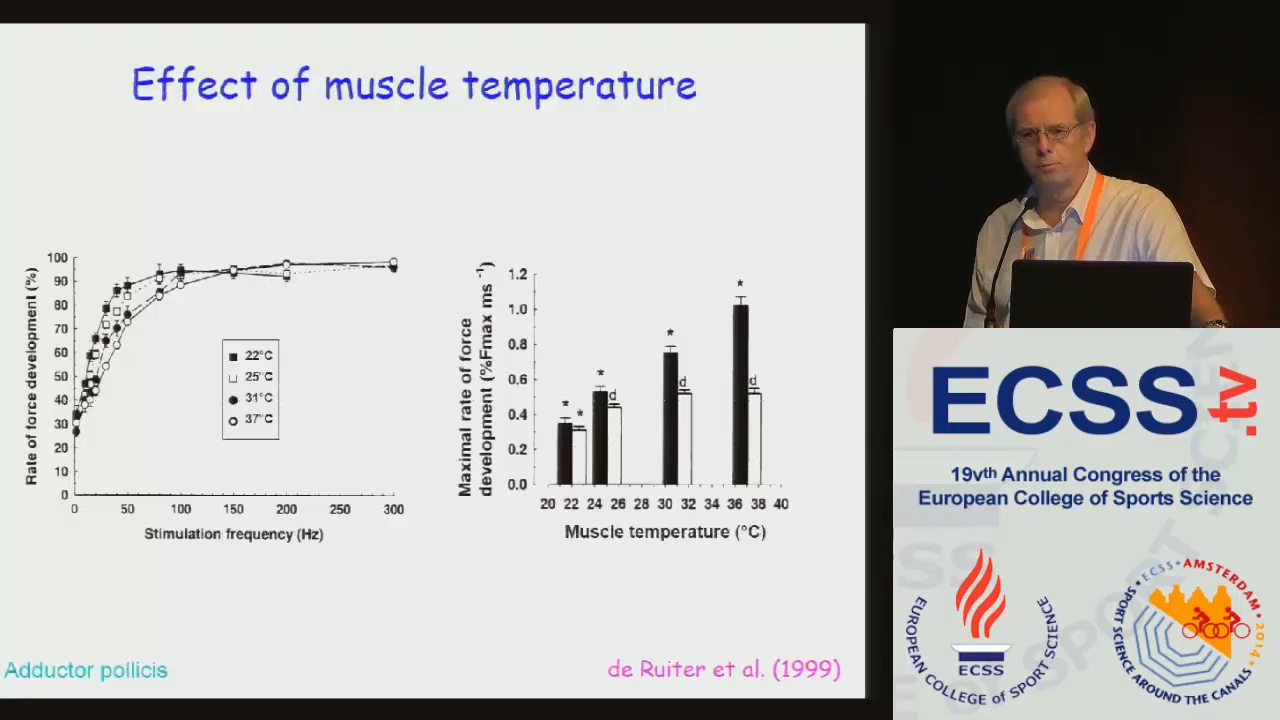 Effect of muscle temperature
Rate of force development (%)
100
90
80
70
60
50
40
30
20
10
0
22°C
25°C
31°C
37°C
0
50
100
150
200
250
300
Stimulation frequency (Hz)
Maximal rate of force
development (%Fmax ms -1)
1.2
1.0
0.8
0.6
0.4
0.2
0.0
*
*
*
d
*
d
*
d
20 22 24 26 28 30 32 34 36 38 40
Muscle temperature (°C)
Adductor pollicis
de Ruiter et al. (1999)
ECSS.tv
19vth Annual Congress of the
European College of Sports Science
EUROPEAN COLLEGE OF SPORT SCIENCE
ECSS
ECSS • AMSTERDAM • 2014 •
SPORT SCIENCE AROUND THE CANALS